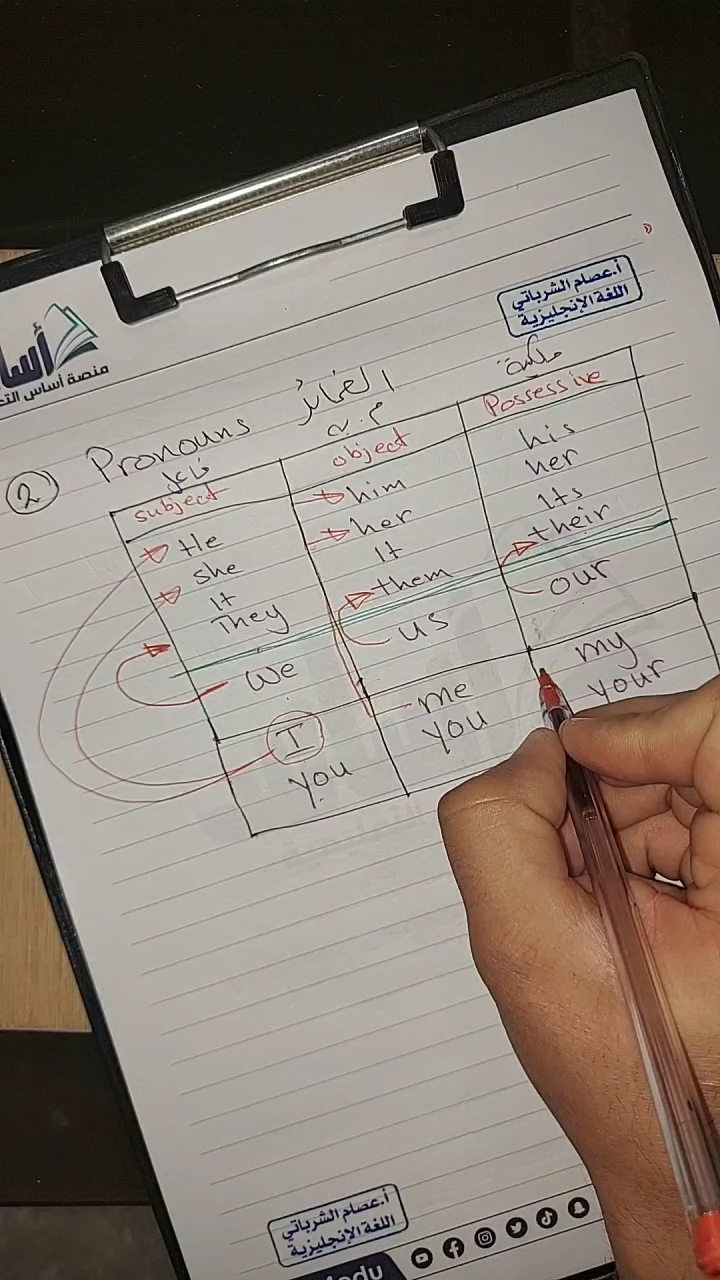 أ.عصام الشرباتي
اللغة الإنجليزية
أساس
منصة أساس
2 Pronouns الضمائر
فاعل م.به ملكية
subject object Possessive
He him his
she her her
It It Its
They them their
We us our
I me my
you you your
أ.عصام الشرباتي
اللغة الإنجليزية